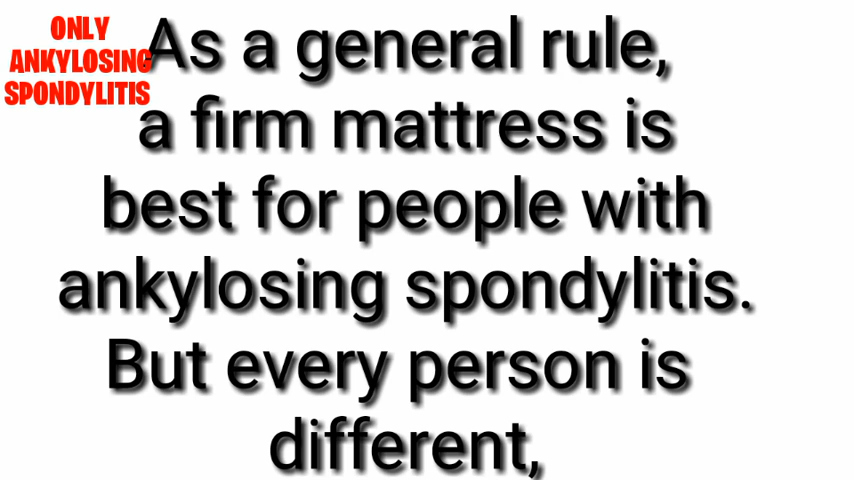 ONLY
ANKYLOSING
SPONDYLITIS
As a general rule,
a firm mattress is
best for people with
ankylosing spondylitis.
But every person is
different,